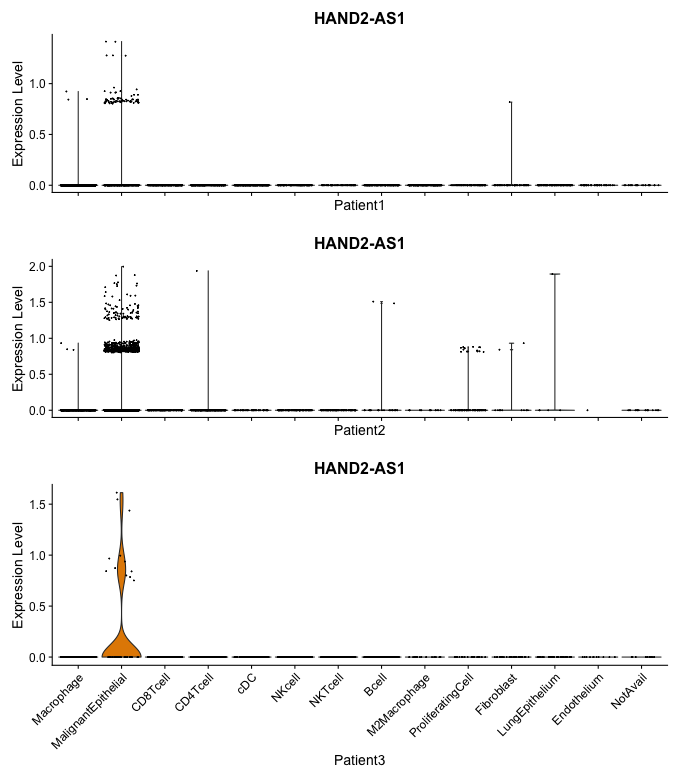 HAND2-AS1
Expression Level
1.0
0.5
0.0
Patient1
HAND2-AS1
Expression Level
2.0
1.5
1.0
0.5
0.0
Patient2
HAND2-AS1
Expression Level
1.5
1.0
0.5
0.0
Macrophage
MalignantEpithelial
CD8Tcell
CD4Tcell
cDC
NKcell
NKTcell
Bcell
M2Macrophage
ProliferatingCell
Fibroblast
LungEpithelium
Endothelium
NotAvail
Patient3